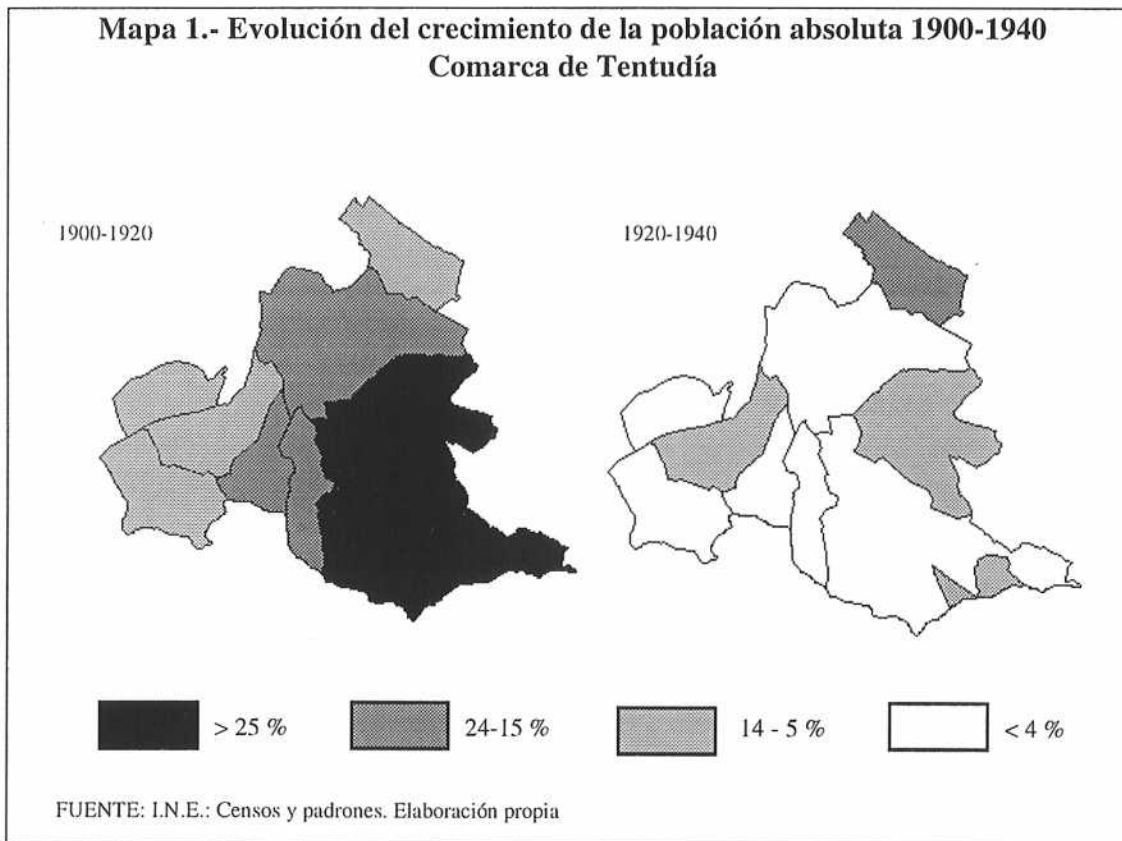 Mapa 1.- Evolución del crecimiento de la población absoluta 1900-1940
Comarca de Tentudía
1900-1920
1920-1940
> 25 %
24-15 %
14 - 5 %
< 4 %
FUENTE: I.N.E.: Censos y padrones. Elaboración propia